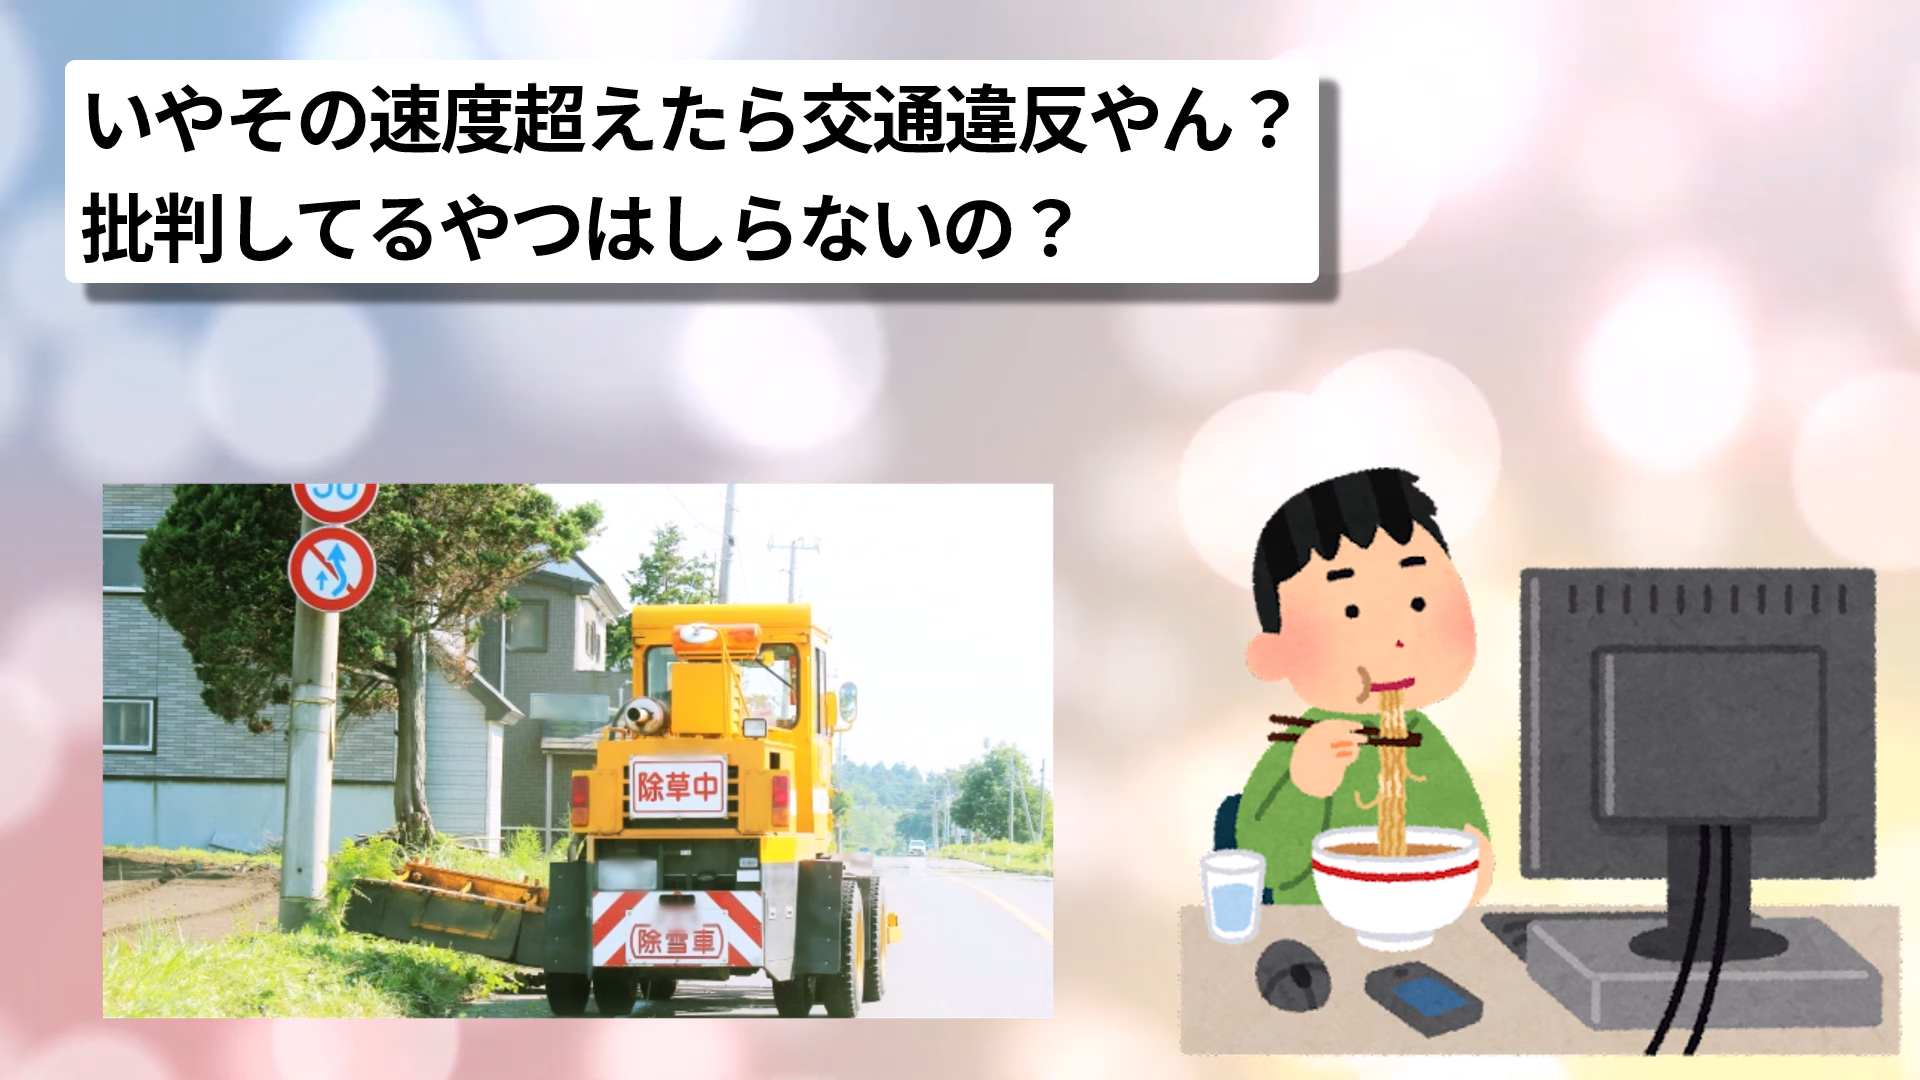 いやその速度超えたら交通違反やん？
批判してるやつはしらないの？
除草中
除雪車